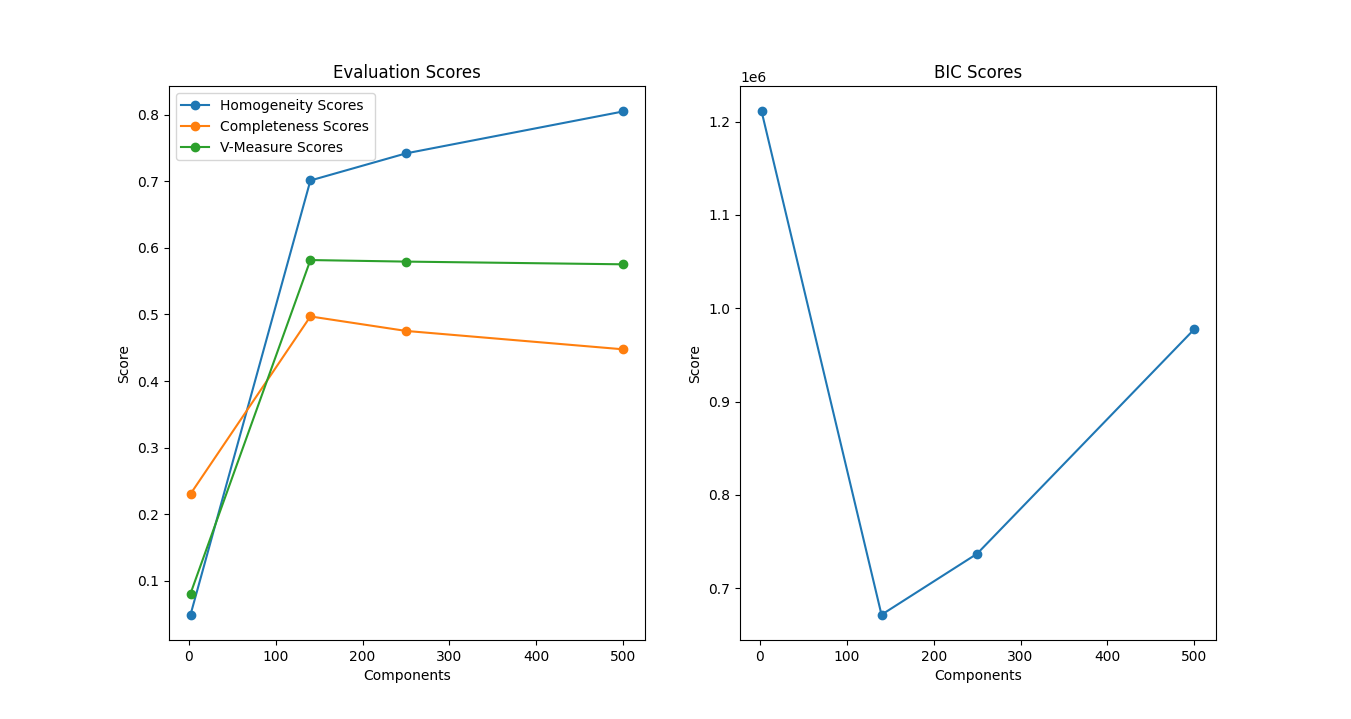 Evaluation Scores
Homogeneity Scores
Completeness Scores
V-Measure Scores
0.8
0.7
0.6
0.5
0.4
0.3
0.2
0.1
Score
0 100 200 300 400 500
Components
BIC Scores
1e6
1.2
1.1
1.0
0.9
0.8
0.7
Score
0 100 200 300 400 500
Components